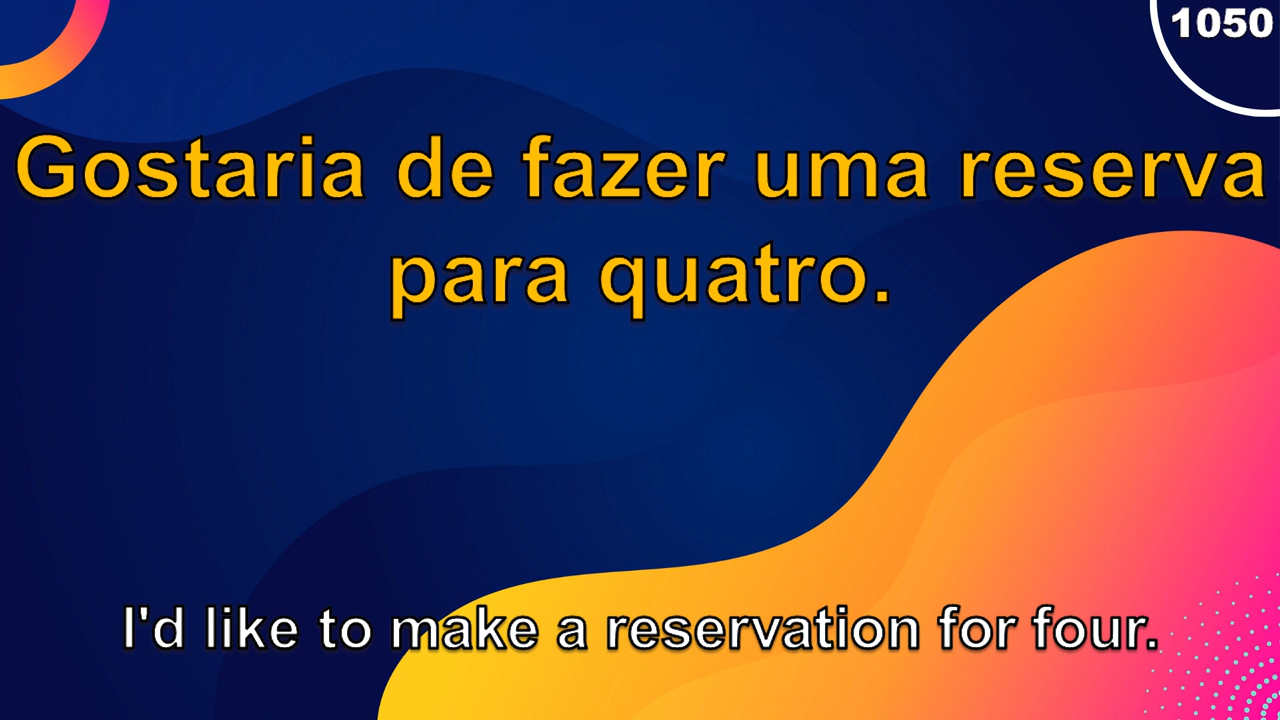 1050
Gostaria de fazer uma reserva
para quatro.
I'd like to make a reservation for four.